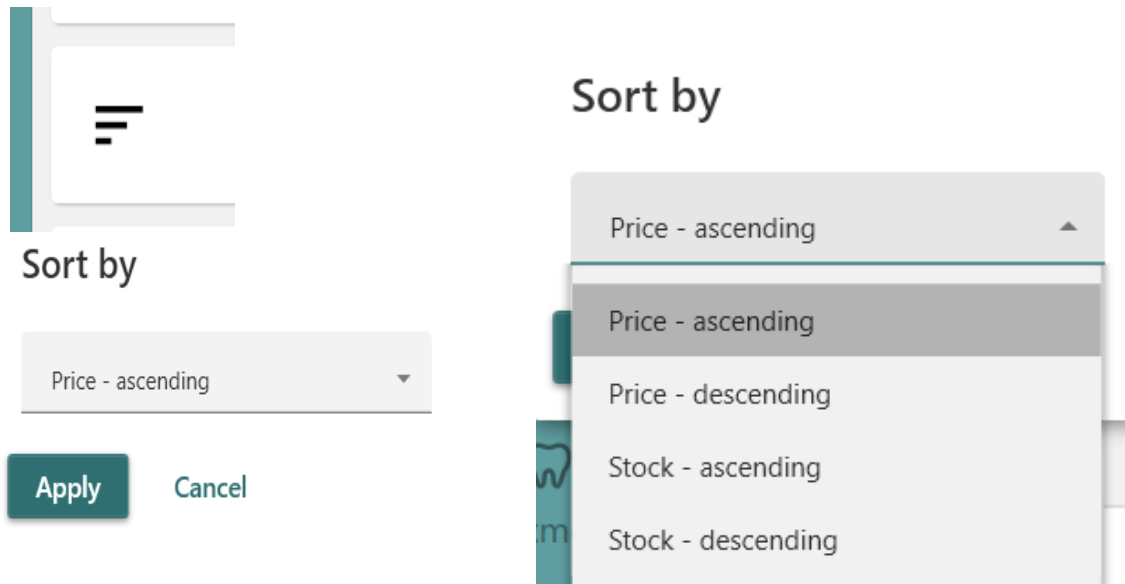 Sort by
Price - ascending
Apply Cancel
Sort by
Price - ascending
Price - ascending
Price - descending
Stock - ascending
Stock - descending